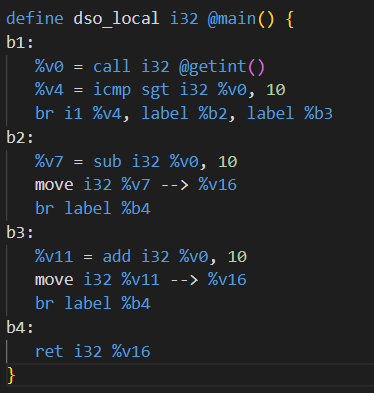 define dso_local i32 @main() {
b1:
    %v0 = call i32 @getint()
    %v4 = icmp sgt i32 %v0, 10
    br i1 %v4, label %b2, label %b3
b2:
    %v7 = sub i32 %v0, 10
    move i32 %v7 --> %v16
    br label %b4
b3:
    %v11 = add i32 %v0, 10
    move i32 %v11 --> %v16
    br label %b4
b4:
    ret i32 %v16
}